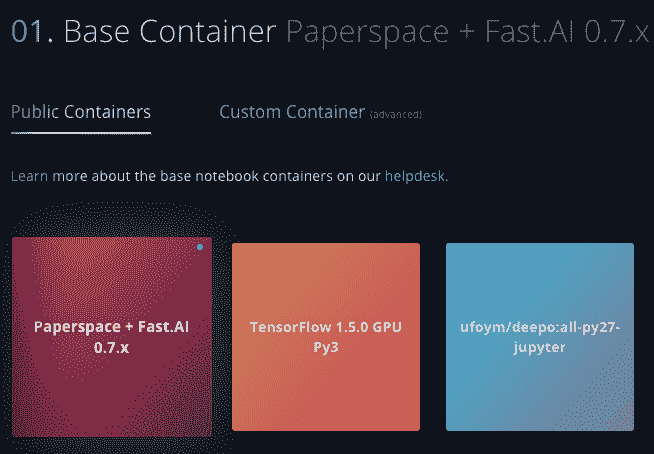 01. Base Container Paperspace + Fast.AI 0.7.x
Public Containers
Custom Container (advanced)
Learn more about the base notebook containers on our helpdesk.
Paperspace + Fast.AI
0.7.x
TensorFlow 1.5.0 GPU
Py3
ufoym/deepo:all-py27-
jupyter